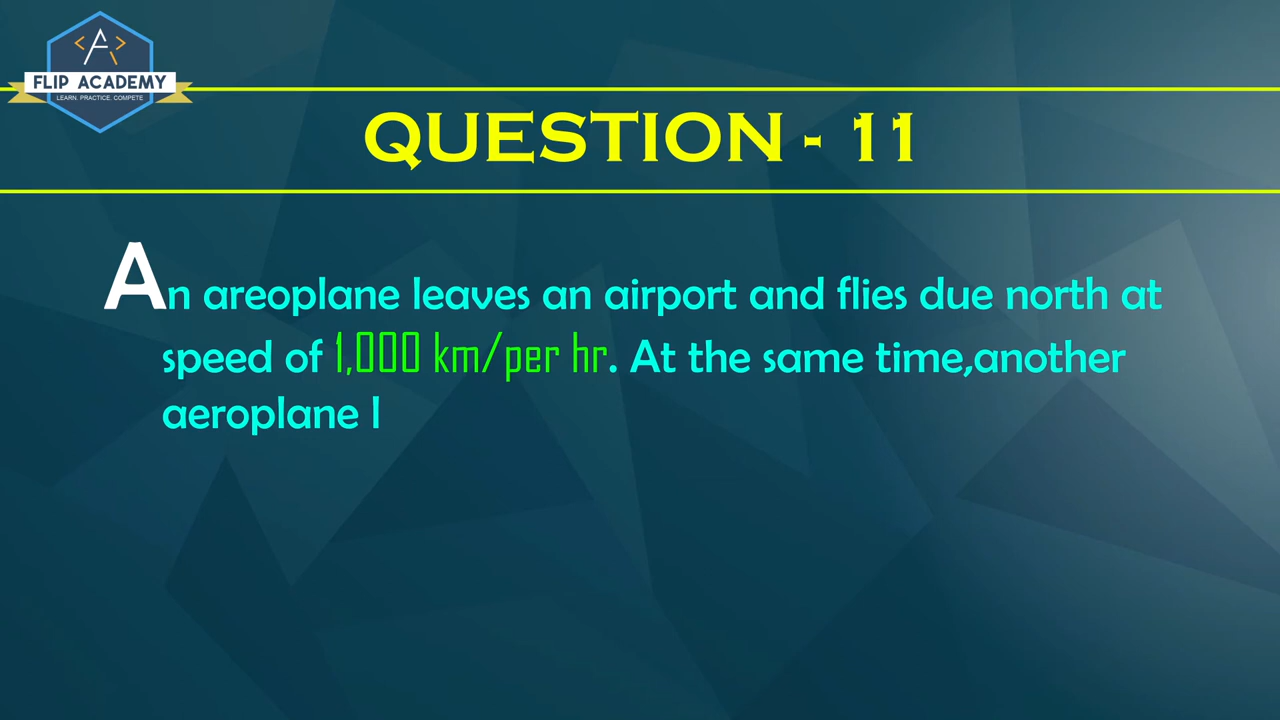 FLIP ACADEMY
LEARN. PRACTICE. COMPETE
QUESTION - 11
An areoplane leaves an airport and flies due north at
speed of 1,000 km/per hr. At the same time,another
aeroplane l